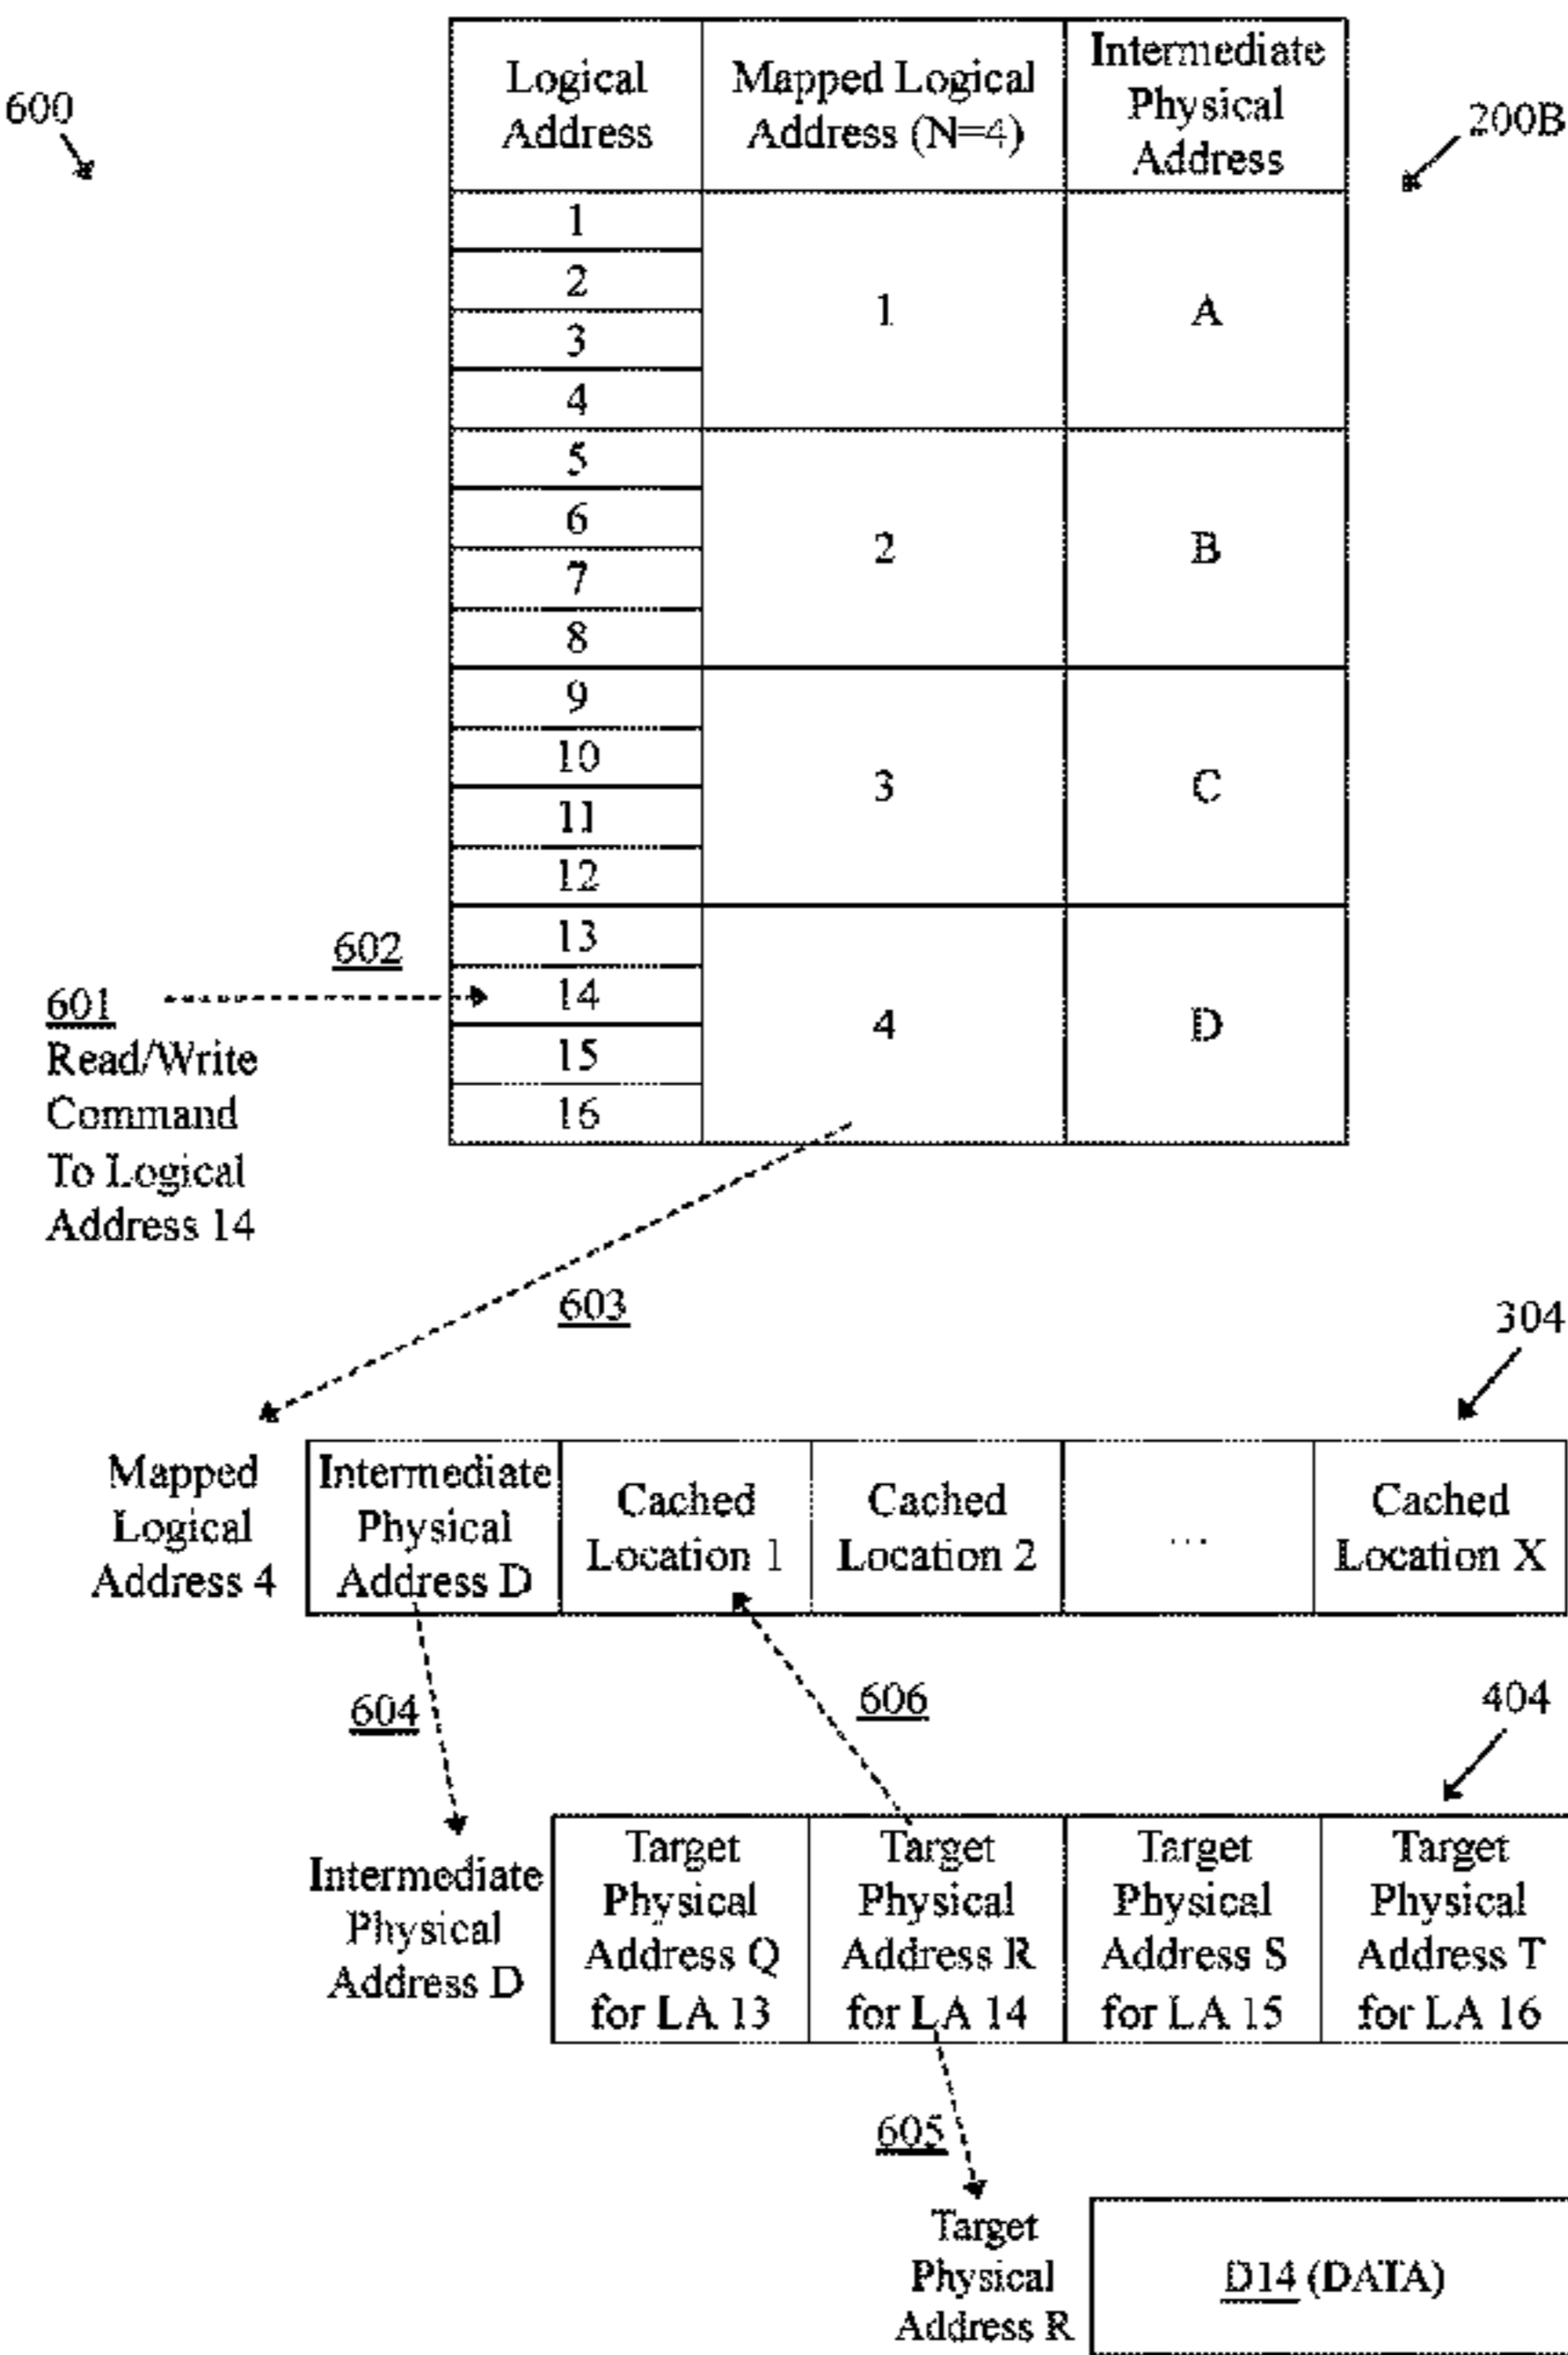 600
200B
Logical
Address
Mapped Logical
Address (N=4)
Intermediate
Physical
Address
1
2
3
4
1
A
5
6
7
8
2
B
9
10
11
12
3
C
13
14
15
16
4
D
602
601
Read/Write
Command
To Logical
Address 14
603
304
Mapped
Logical
Address 4
Intermediate
Physical
Address D
Cached
Location 1
Cached
Location 2
...
Cached
Location X
604
606
404
Intermediate
Physical
Address D
Target
Physical
Address Q
for LA 13
Target
Physical
Address R
for LA 14
Target
Physical
Address S
for LA 15
Target
Physical
Address T
for LA 16
605
Target
Physical
Address R
D14 (DATA)